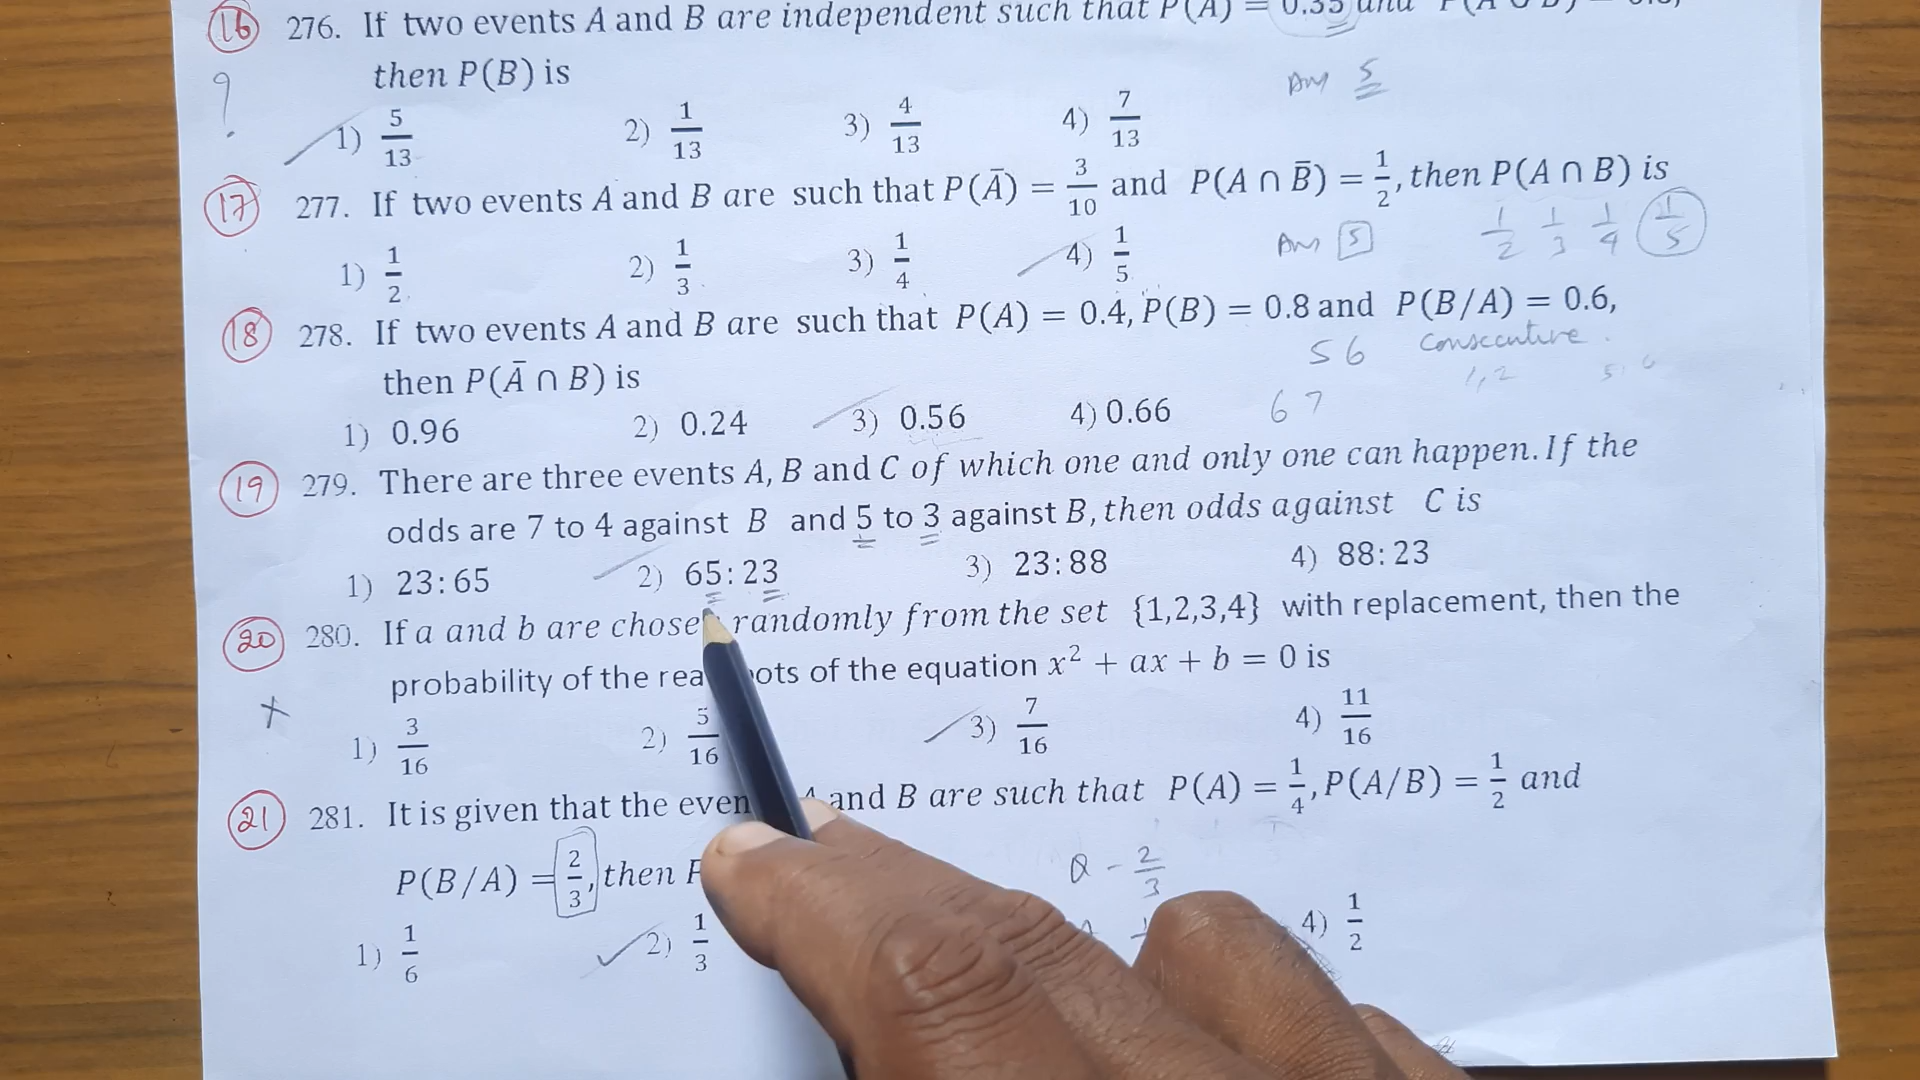 16 276. If two events A and B are independent such that P(A) = 0.35 and
? then P(B) is Ans 5
1) 5/13 2) 1/13 3) 4/13 4) 7/13
17 277. If two events A and B are such that P(Ā) = 3/10 and P(A ∩ B̄) = 1/2, then P(A ∩ B) is
1) 1/2 2) 1/3 3) 1/4 4) 1/5 Ans 5 1/2 1/3 1/4 1/5
18 278. If two events A and B are such that P(A) = 0.4, P(B) = 0.8 and P(B/A) = 0.6,
then P(Ā ∩ B) is 5 6 Consecutive 1,2
1) 0.96 2) 0.24 3) 0.56 4) 0.66 6 7
19 279. There are three events A, B and C of which one and only one can happen. If the
odds are 7 to 4 against B and 5 to 3 against B, then odds against C is
1) 23:65 2) 65:23 3) 23:88 4) 88:23
20 280. If a and b are chose randomly from the set {1,2,3,4} with replacement, then the
probability of the rea ots of the equation x² + ax + b = 0 is
1) 3/16 2) 5/16 3) 7/16 4) 11/16
21 281. It is given that the even A and B are such that P(A) = 1/4, P(A/B) = 1/2 and
P(B/A) = 2/3, then P Q - 2/3
1) 1/6 2) 1/3 4) 1/2